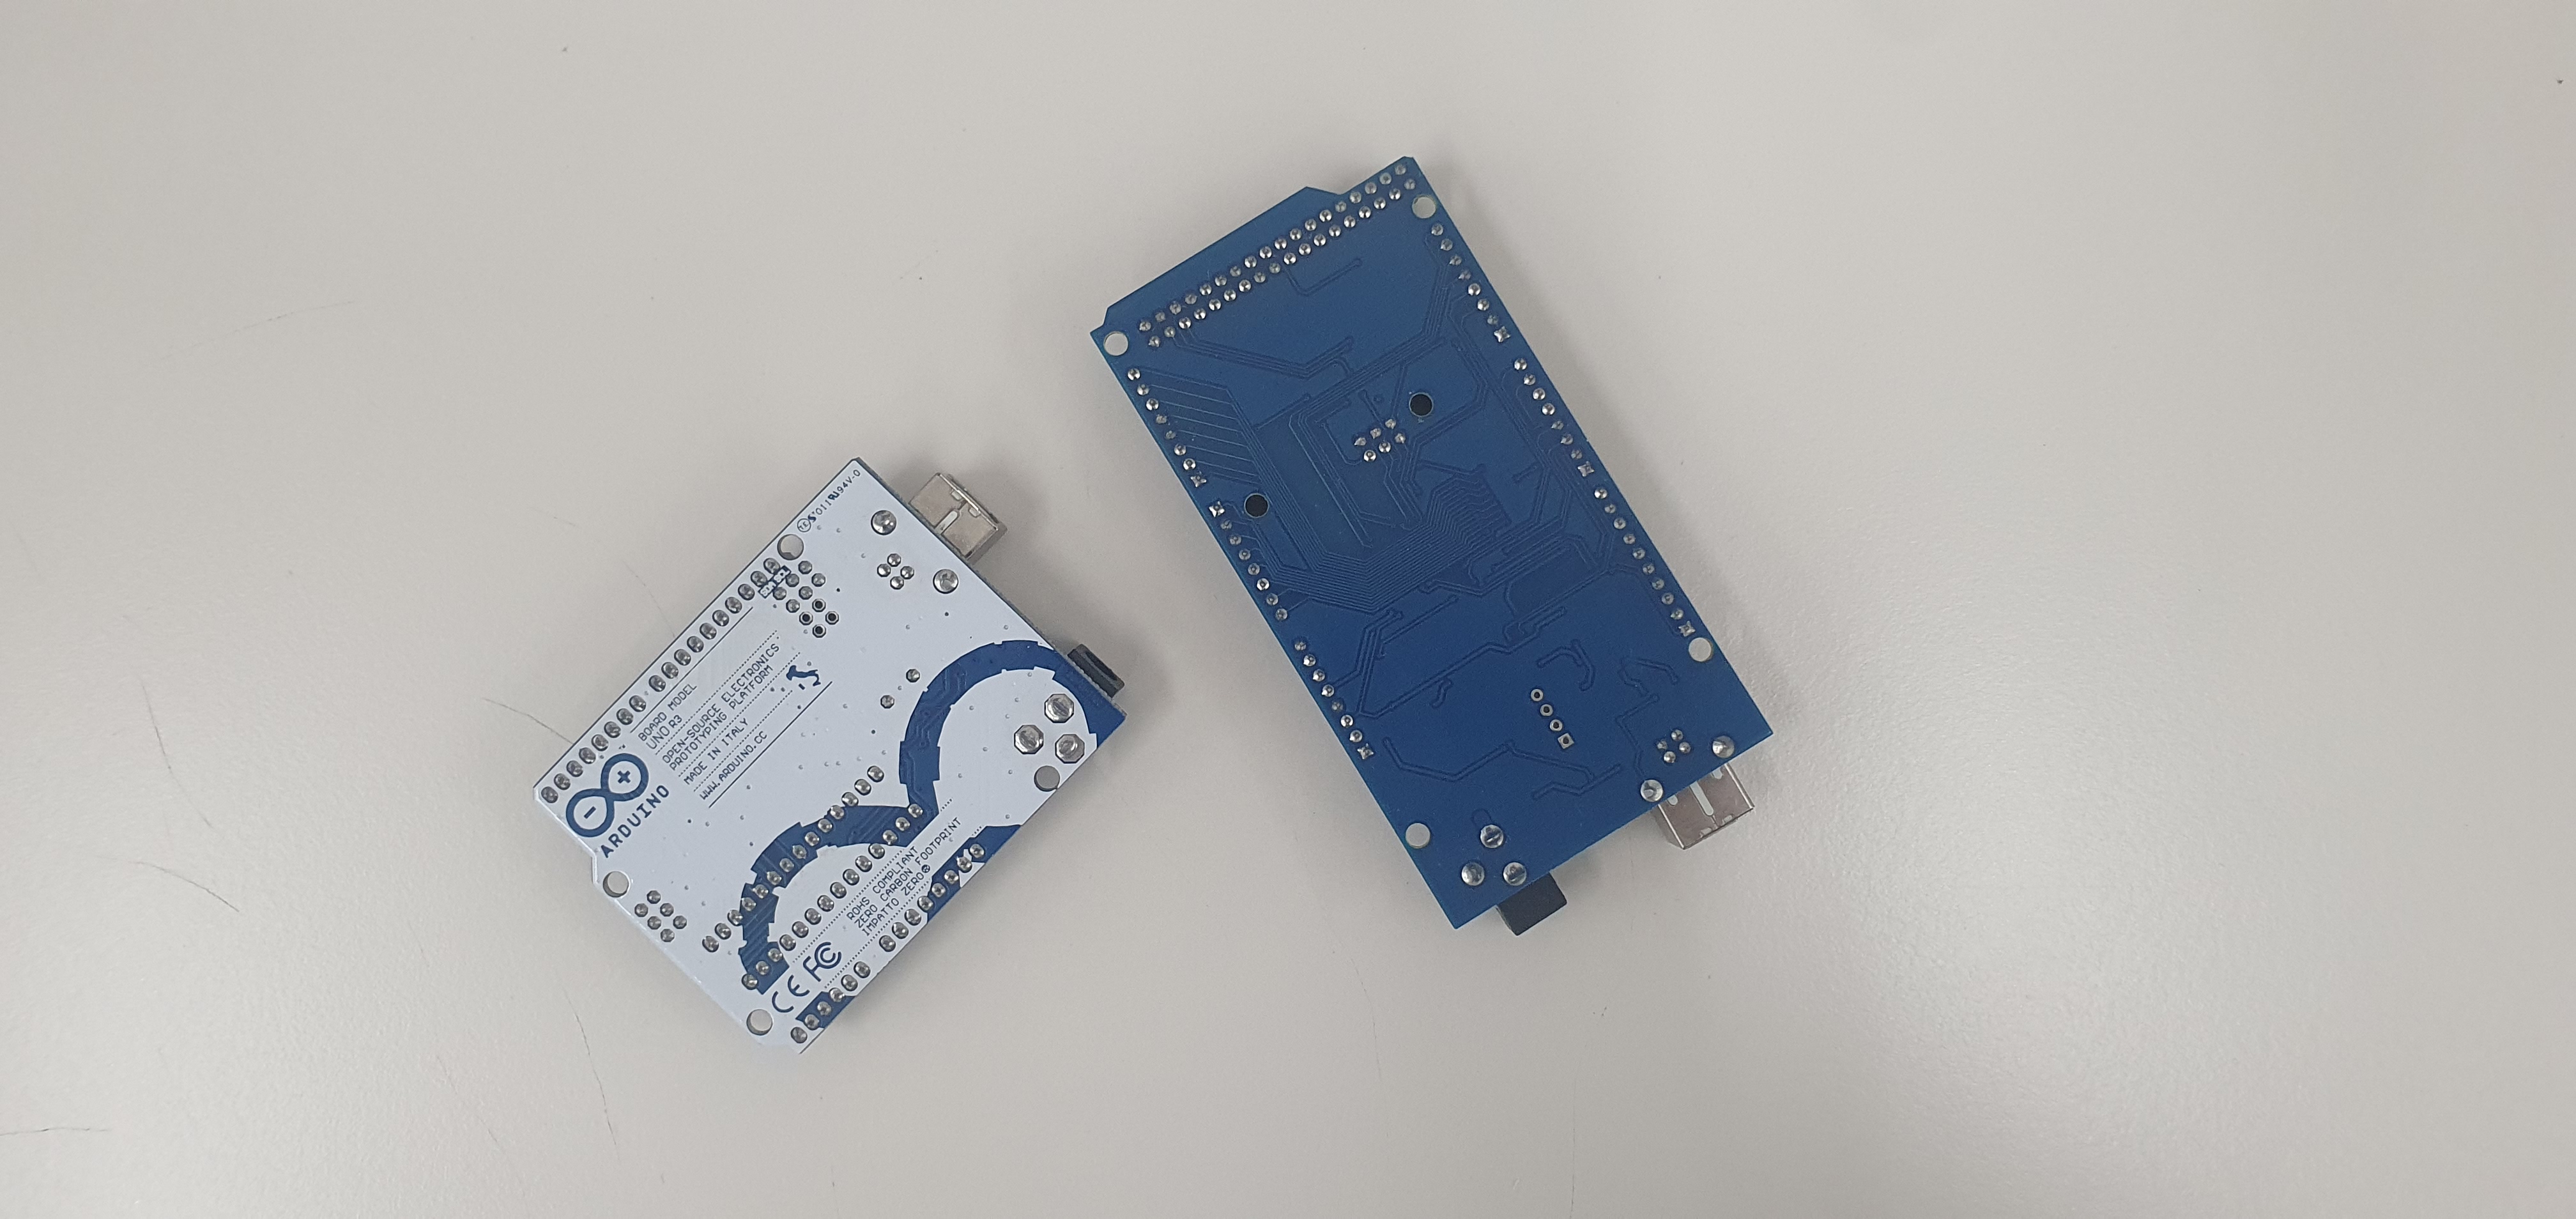 ARDUINO
BOARD MODEL
UNO R3
OPEN-SOURCE ELECTRONICS
PROTOTYPING PLATFORM
MADE IN ITALY
WWW.ARDUINO.CC
94V-0
CE FC
ROHS COMPLIANT
ZERO CARBON FOOTPRINT
IMPATTO ZERO®